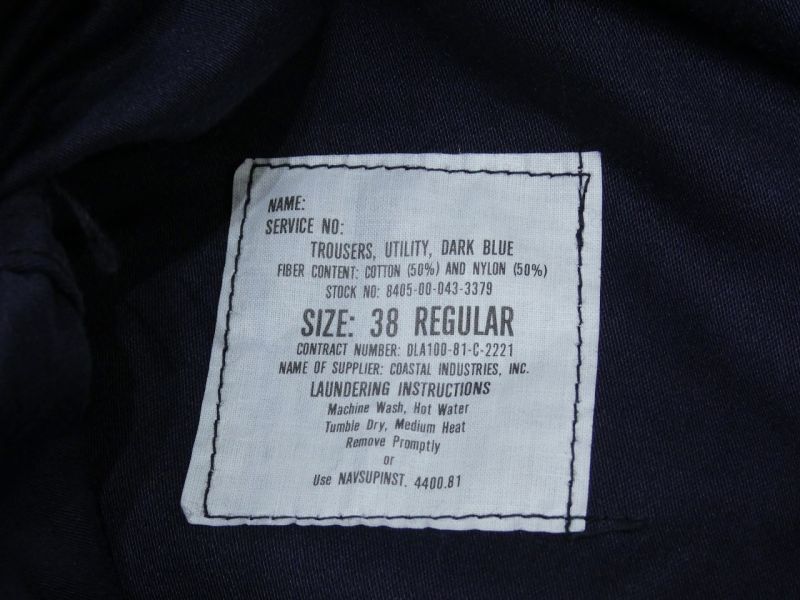 NAME:
SERVICE NO:
TROUSERS, UTILITY, DARK BLUE
FIBER CONTENT: COTTON (50%) AND NYLON (50%)
STOCK NO: 8405-00-043-3379
SIZE: 38 REGULAR
CONTRACT NUMBER: DLA100-81-C-2221
NAME OF SUPPLIER: COASTAL INDUSTRIES, INC.
LAUNDERING INSTRUCTIONS
Machine Wash, Hot Water
Tumble Dry, Medium Heat
Remove Promptly
or
Use NAVSUPINST. 4400.81